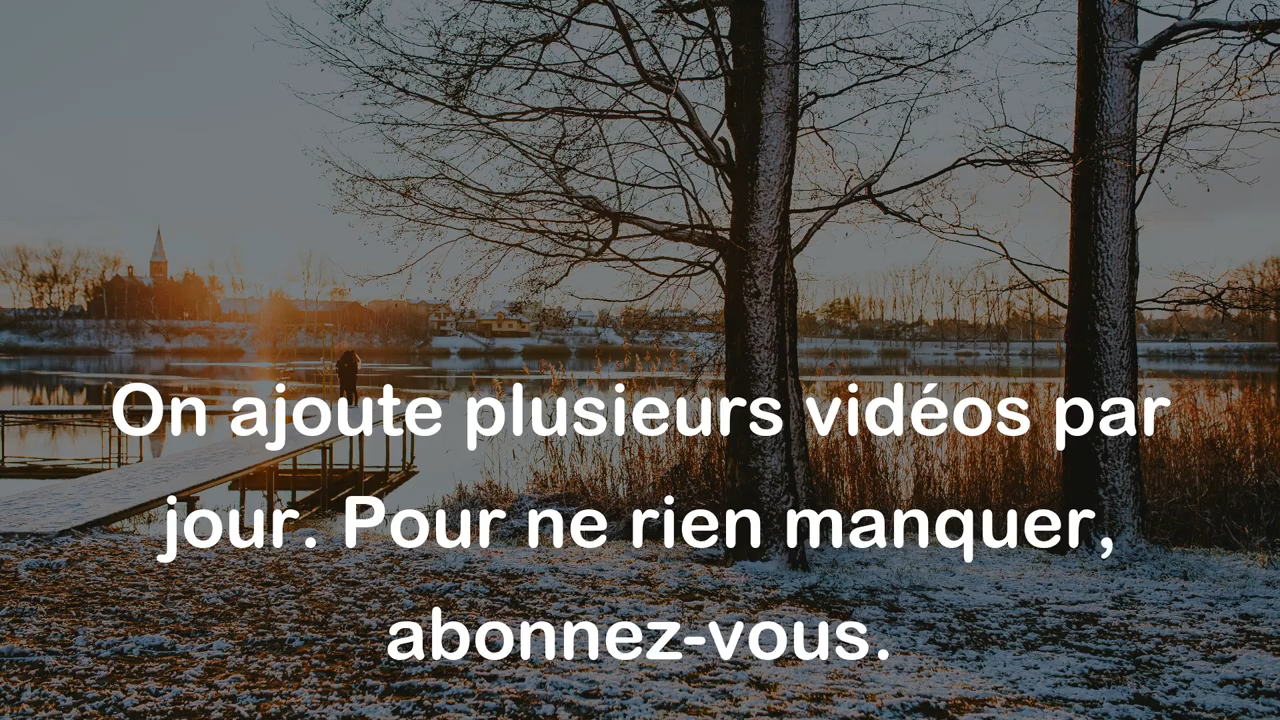 On ajoute plusieurs vidéos par
jour. Pour ne rien manquer,
abonnez-vous.